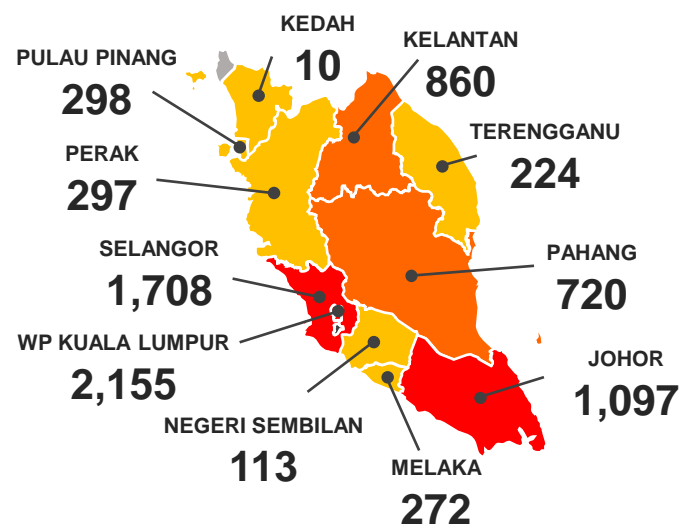 KEDAH
10
KELANTAN
860
PULAU PINANG
298
TERENGGANU
224
PERAK
297
SELANGOR
1,708
PAHANG
720
WP KUALA LUMPUR
2,155
JOHOR
1,097
NEGERI SEMBILAN
113
MELAKA
272